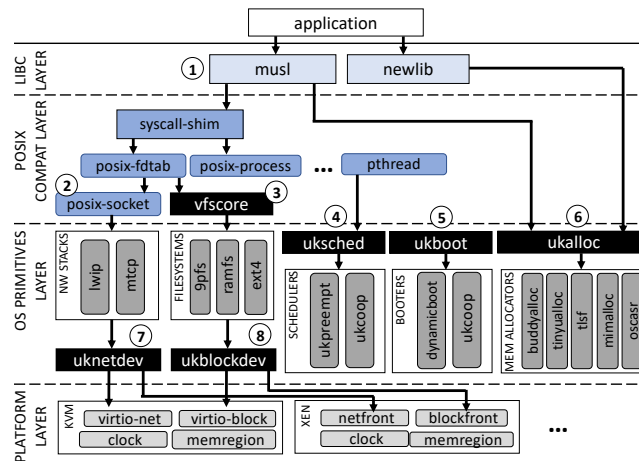 application
LIBC
LAYER
1
musl
newlib
POSIX
COMPAT LAYER
syscall-shim
posix-fdtab
posix-process
...
pthread
2
posix-socket
3
vfscore
4
uksched
5
ukboot
6
ukalloc
OS PRIMITIVES
LAYER
NW STACKS
lwip
mtcp
FILESYSTEMS
9pfs
ramfs
ext4
SCHEDULERS
ukpreempt
ukcoop
BOOTERS
dynamicboot
ukcoop
MEM ALLOCATORS
buddyalloc
tinyualloc
tlsf
mimalloc
oscasr
7
uknetdev
8
ukblockdev
PLATFORM
LAYER
KVM
virtio-net
virtio-block
clock
memregion
XEN
netfront
blockfront
clock
memregion
...